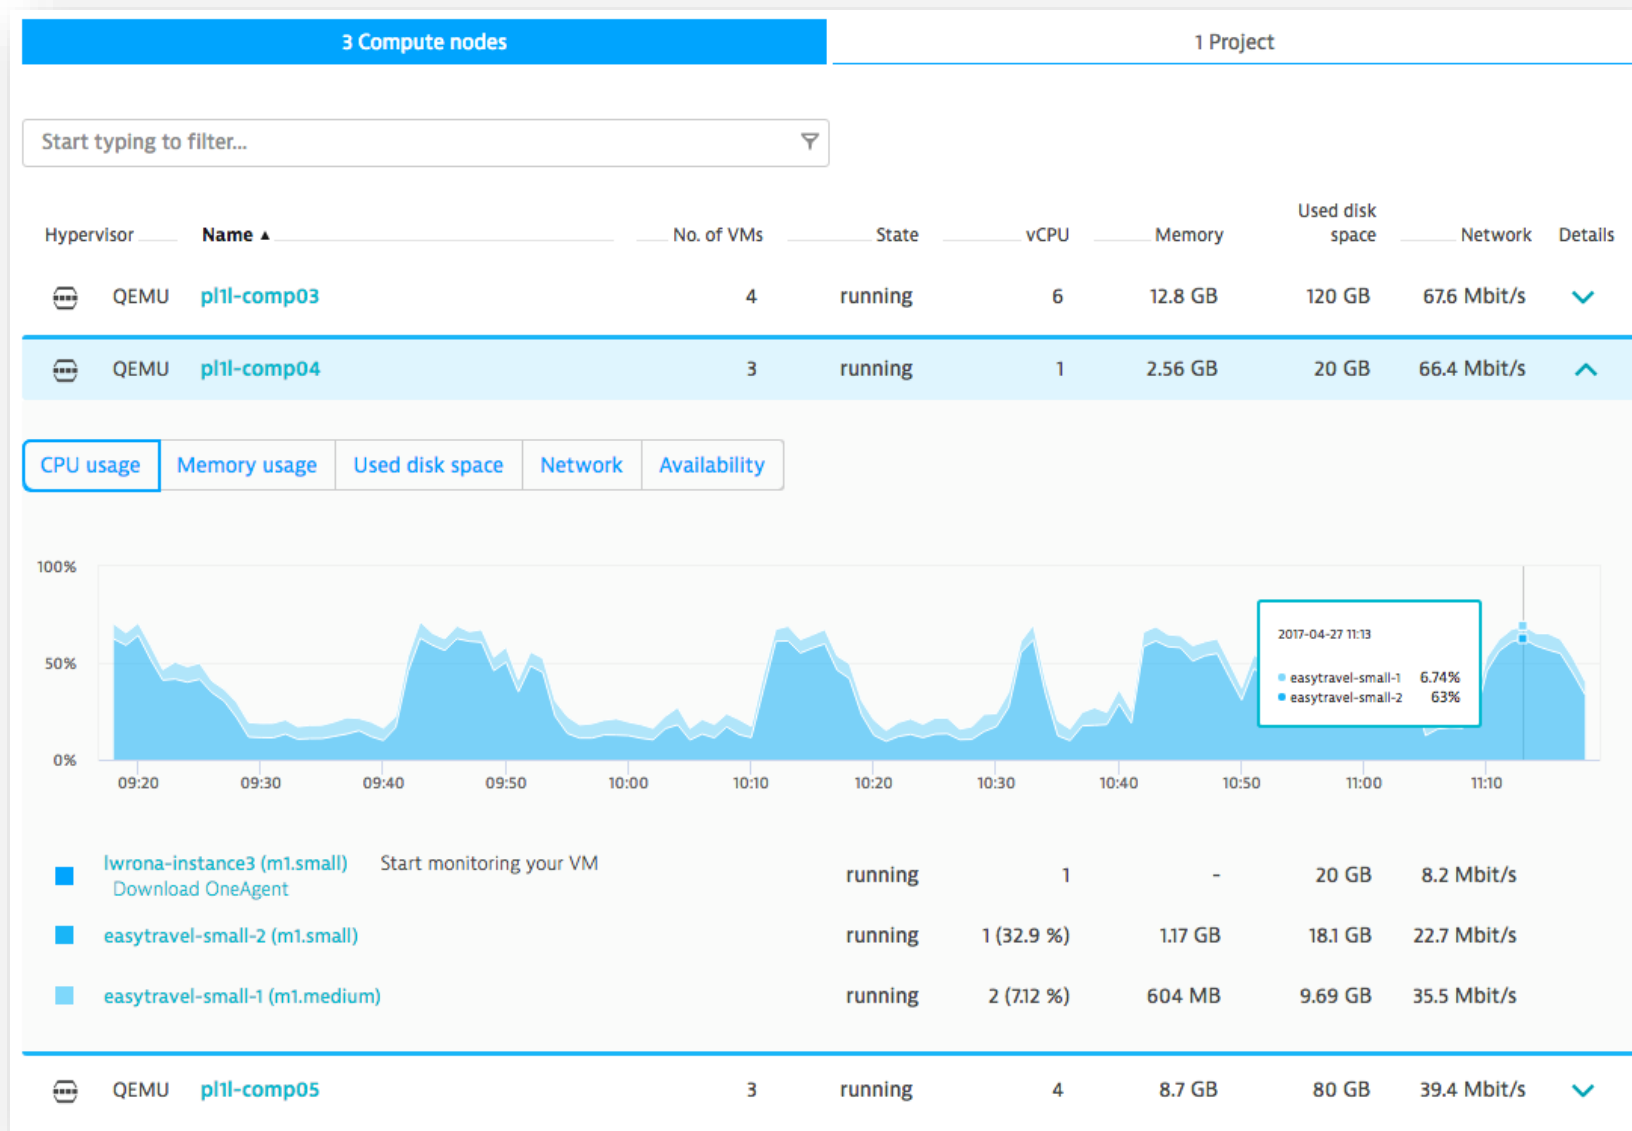 3 Compute nodes 1 Project
Start typing to filter...
Hypervisor Name ▲ No. of VMs State vCPU Memory Used disk space Network Details
QEMU pl1l-comp03 4 running 6 12.8 GB 120 GB 67.6 Mbit/s
QEMU pl1l-comp04 3 running 1 2.56 GB 20 GB 66.4 Mbit/s
CPU usage Memory usage Used disk space Network Availability
100%
50%
0%
2017-04-27 11:13
easytravel-small-1 6.74%
easytravel-small-2 63%
09:20 09:30 09:40 09:50 10:00 10:10 10:20 10:30 10:40 10:50 11:00 11:10
lwrona-instance3 (m1.small) Start monitoring your VM
Download OneAgent
running 1 - 20 GB 8.2 Mbit/s
easytravel-small-2 (m1.small) running 1 (32.9 %) 1.17 GB 18.1 GB 22.7 Mbit/s
easytravel-small-1 (m1.medium) running 2 (7.12 %) 604 MB 9.69 GB 35.5 Mbit/s
QEMU pl1l-comp05 3 running 4 8.7 GB 80 GB 39.4 Mbit/s